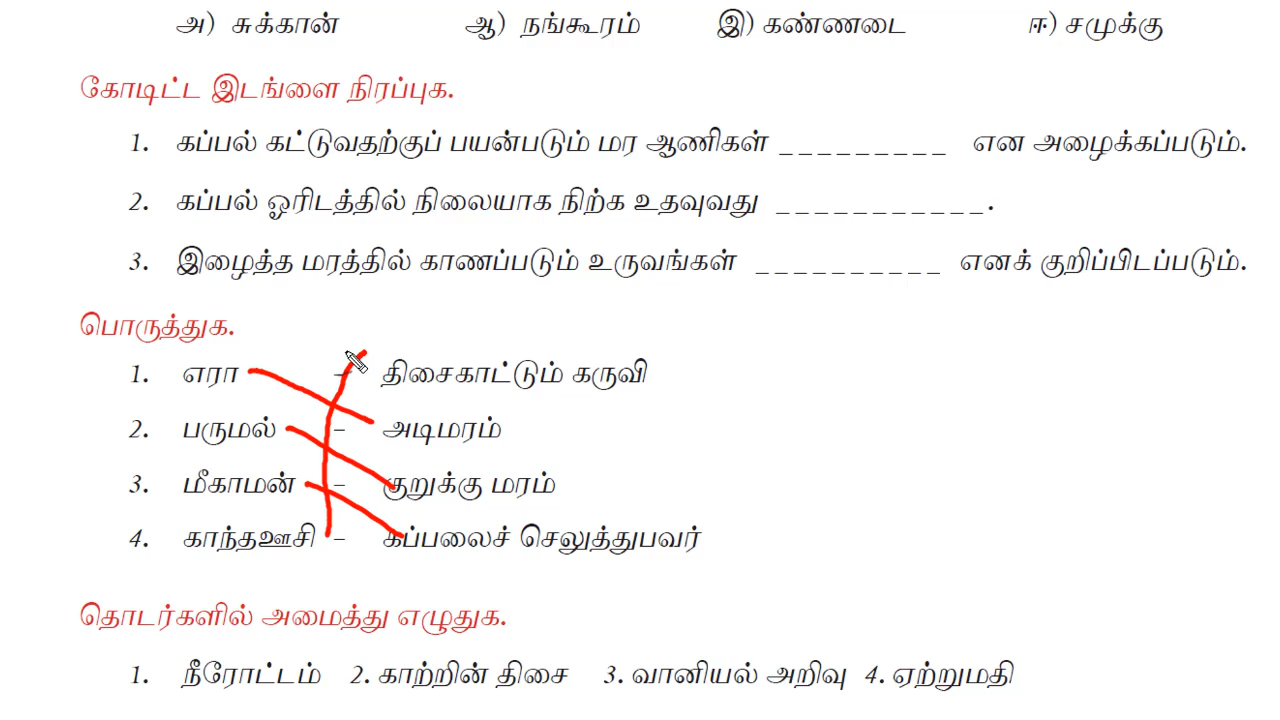 அ) சுக்கான் ஆ) நங்கூரம் இ) கண்ணடை ஈ) சமுக்கு
கோடிட்ட இடங்ளை நிரப்புக.
1. கப்பல் கட்டுவதற்குப் பயன்படும் மர ஆணிகள் _________ என அழைக்கப்படும்.
2. கப்பல் ஓரிடத்தில் நிலையாக நிற்க உதவுவது ___________.
3. இழைத்த மரத்தில் காணப்படும் உருவங்கள் __________ எனக் குறிப்பிடப்படும்.
பொருத்துக.
1. எரா – திசைகாட்டும் கருவி
2. பருமல் – அடிமரம்
3. மீகாமன் – குறுக்கு மரம்
4. காந்தஊசி – கப்பலைச் செலுத்துபவர்
தொடர்களில் அமைத்து எழுதுக.
1. நீரோட்டம் 2. காற்றின் திசை 3. வானியல் அறிவு 4. ஏற்றுமதி